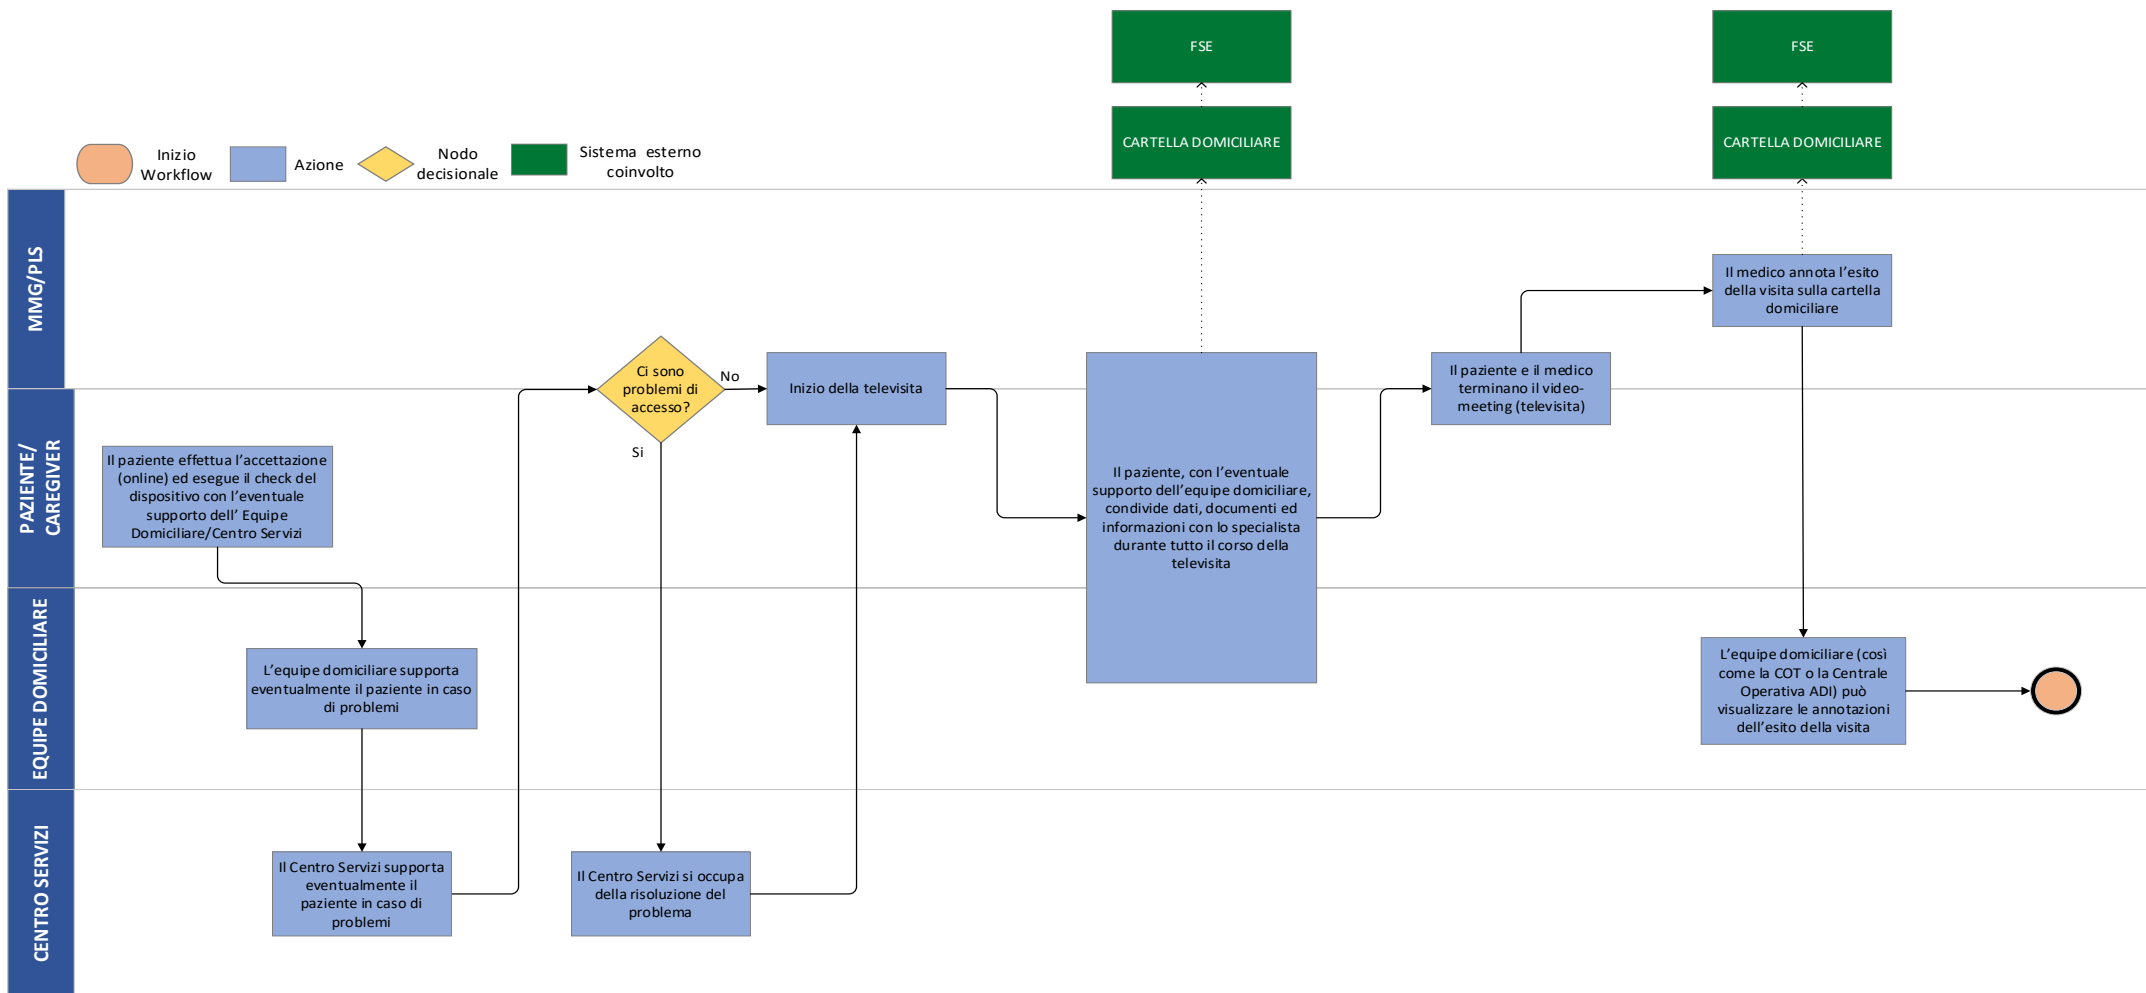 FSE
FSE
CARTELLA DOMICILIARE
CARTELLA DOMICILIARE
Inizio
Workflow
Azione
Nodo
decisionale
Sistema esterno
coinvolto
MMG/PLS
Il medico annota l’esito
della visita sulla cartella
domiciliare
Ci sono
problemi di
accesso?
No
Si
Inizio della televisita
Il paziente e il medico
terminano il video-
meeting (televisita)
PAZIENTE/
CAREGIVER
Il paziente effettua l’accettazione
(online) ed esegue il check del
dispositivo con l’eventuale
supporto dell’ Equipe
Domiciliare/Centro Servizi
Il paziente, con l’eventuale
supporto dell’equipe domiciliare,
condivide dati, documenti ed
informazioni con lo specialista
durante tutto il corso della
televisita
EQUIPE DOMICILIARE
L’equipe domiciliare supporta
eventualmente il paziente in caso
di problemi
L’equipe domiciliare (così
come la COT o la Centrale
Operativa ADI) può
visualizzare le annotazioni
dell’esito della visita
CENTRO SERVIZI
Il Centro Servizi supporta
eventualmente il
paziente in caso di
problemi
Il Centro Servizi si occupa
della risoluzione del
problema